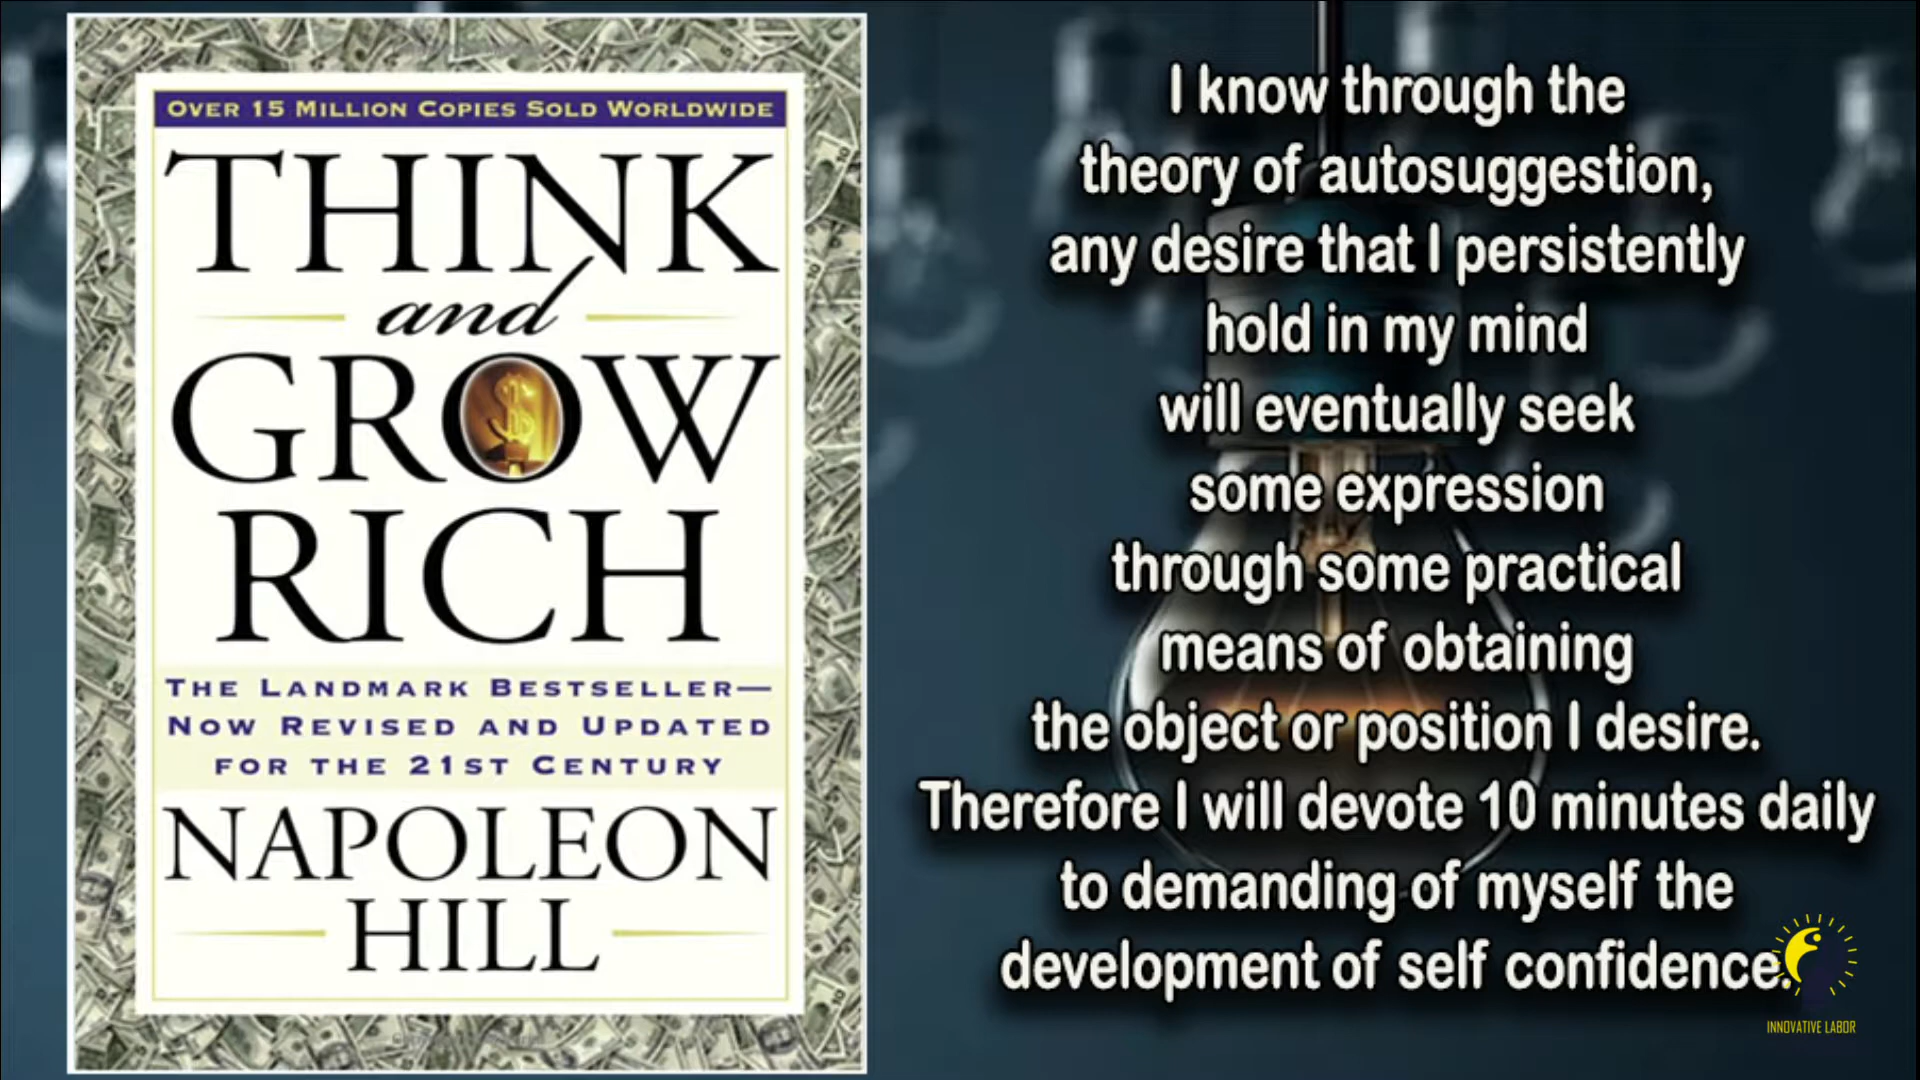 OVER 15 MILLION COPIES SOLD WORLDWIDE
THINK
and
GROW
RICH
THE LANDMARK BESTSELLER—
NOW REVISED AND UPDATED
FOR THE 21ST CENTURY
NAPOLEON
HILL
I know through the
theory of autosuggestion,
any desire that I persistently
hold in my mind
will eventually seek
some expression
through some practical
means of obtaining
the object or position I desire.
Therefore I will devote 10 minutes daily
to demanding of myself the
development of self confidence.
INNOVATIVE LABOR